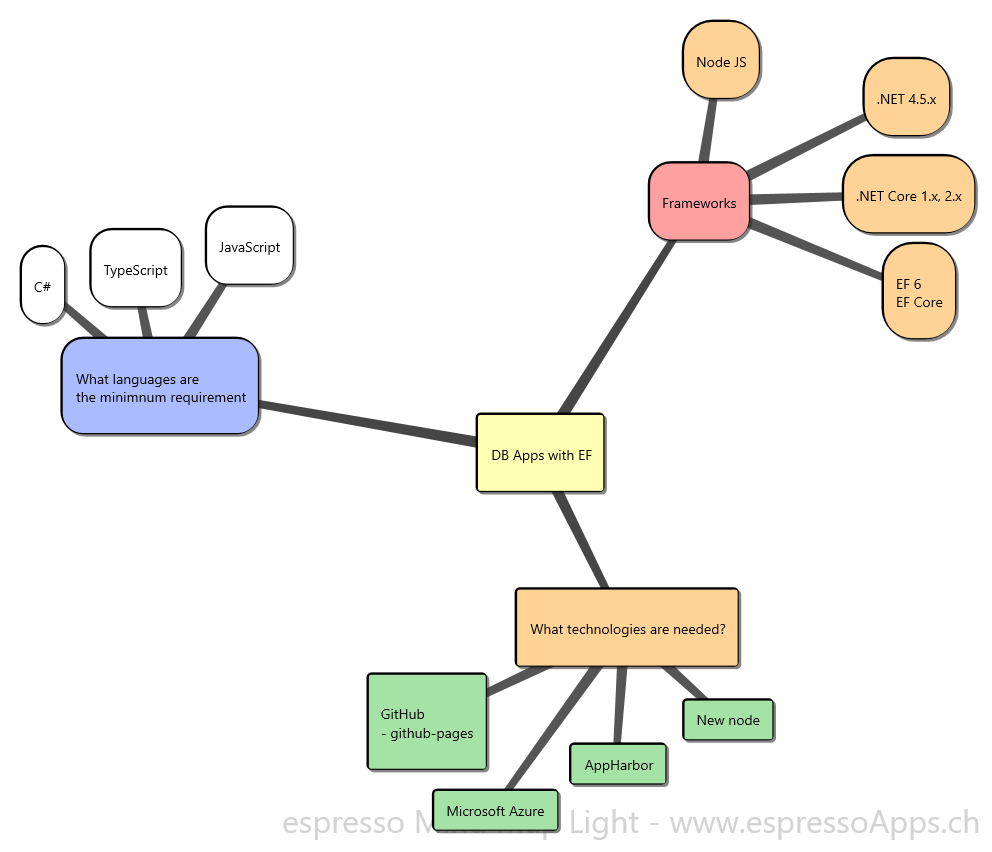 Node JS
.NET 4.5.x
.NET Core 1.x, 2.x
Frameworks
EF 6
EF Core
JavaScript
TypeScript
C#
What languages are
the minimnum requirement
DB Apps with EF
What technologies are needed?
GitHub
- github-pages
New node
AppHarbor
Microsoft Azure
espresso Light - www.espressoApps.ch